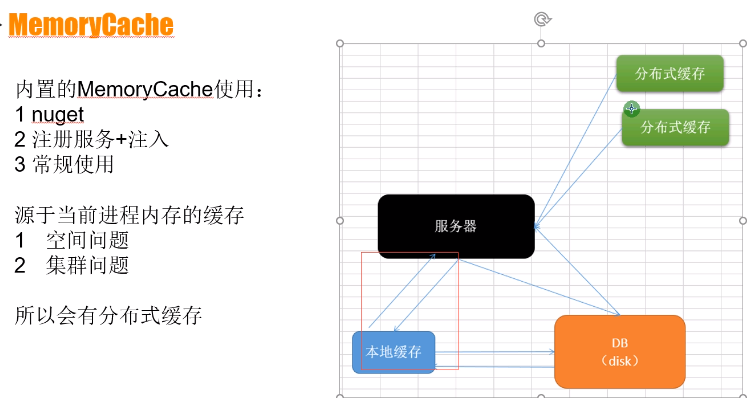 MemoryCache
内置的MemoryCache使用：
1 nuget
2 注册服务+注入
3 常规使用
源于当前进程内存的缓存
1 空间问题
2 集群问题
所以会有分布式缓存
分布式缓存
分布式缓存
服务器
本地缓存
DB
（disk）